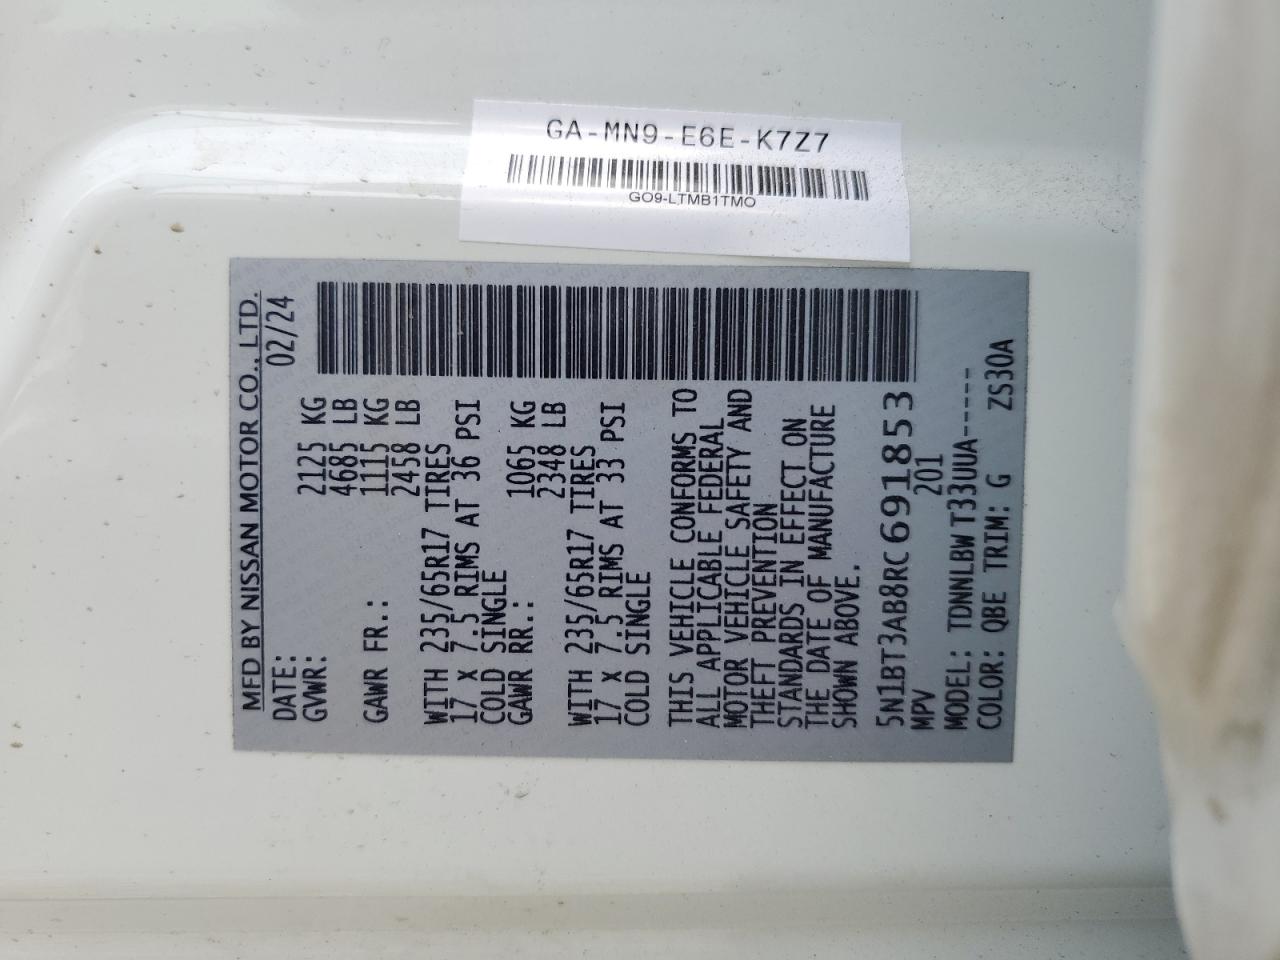 GA-MN9-E6E-K7Z7
GO9-LTMB1TMO
MFD BY NISSAN MOTOR CO., LTD.
DATE: 02/24
GVWR: 2125 KG
4685 LB
GAWR FR.: 1115 KG
2458 LB
WITH 235/65R17 TIRES
17 X 7.5 RIMS AT 36 PSI
COLD SINGLE
GAWR RR.: 1065 KG
2348 LB
WITH 235/65R17 TIRES
17 X 7.5 RIMS AT 33 PSI
COLD SINGLE
THIS VEHICLE CONFORMS TO
ALL APPLICABLE FEDERAL
MOTOR VEHICLE SAFETY AND
THEFT PREVENTION
STANDARDS IN EFFECT ON
THE DATE OF MANUFACTURE
SHOWN ABOVE.
5N1BT3AB8RC691853
MPV 201
MODEL: TDNNLBW T33UUA-----
COLOR: QBE TRIM: G ZS30A